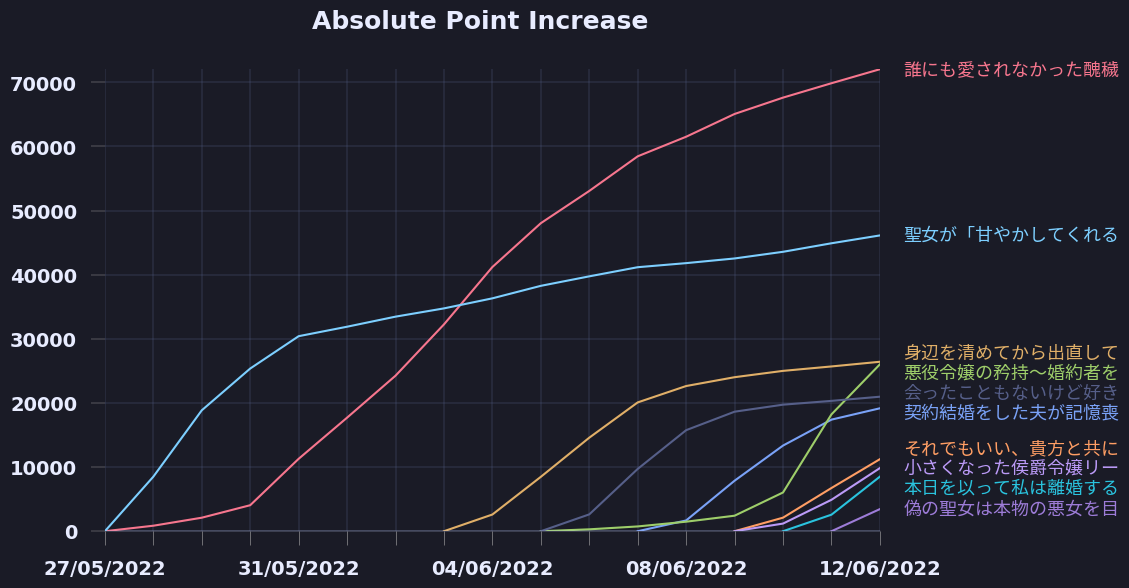 Absolute Point Increase
70000
60000
50000
40000
30000
20000
10000
0
27/05/2022
31/05/2022
04/06/2022
08/06/2022
12/06/2022
誰にも愛されなかった醜穢
聖女が「甘やかしてくれる
身辺を清めてから出直して
悪役令嬢の矜持～婚約者を
会ったこともないけど好き
契約結婚をした夫が記憶喪
それでもいい、貴方と共に
小さくなった侯爵令嬢リー
本日を以って私は離婚する
偽の聖女は本物の悪女を目